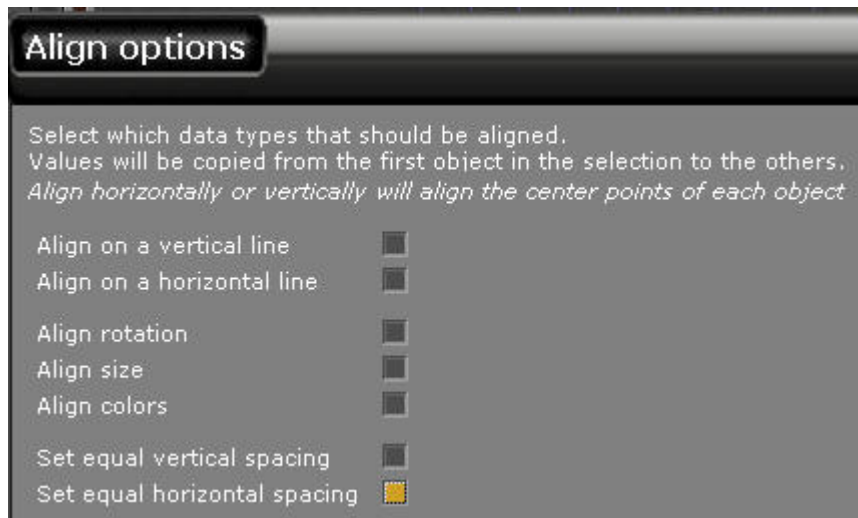 Align options
Select which data types that should be aligned.
Values will be copied from the first object in the selection to the others.
Align horizontally or vertically will align the center points of each object
Align on a vertical line
Align on a horizontal line
Align rotation
Align size
Align colors
Set equal vertical spacing
Set equal horizontal spacing